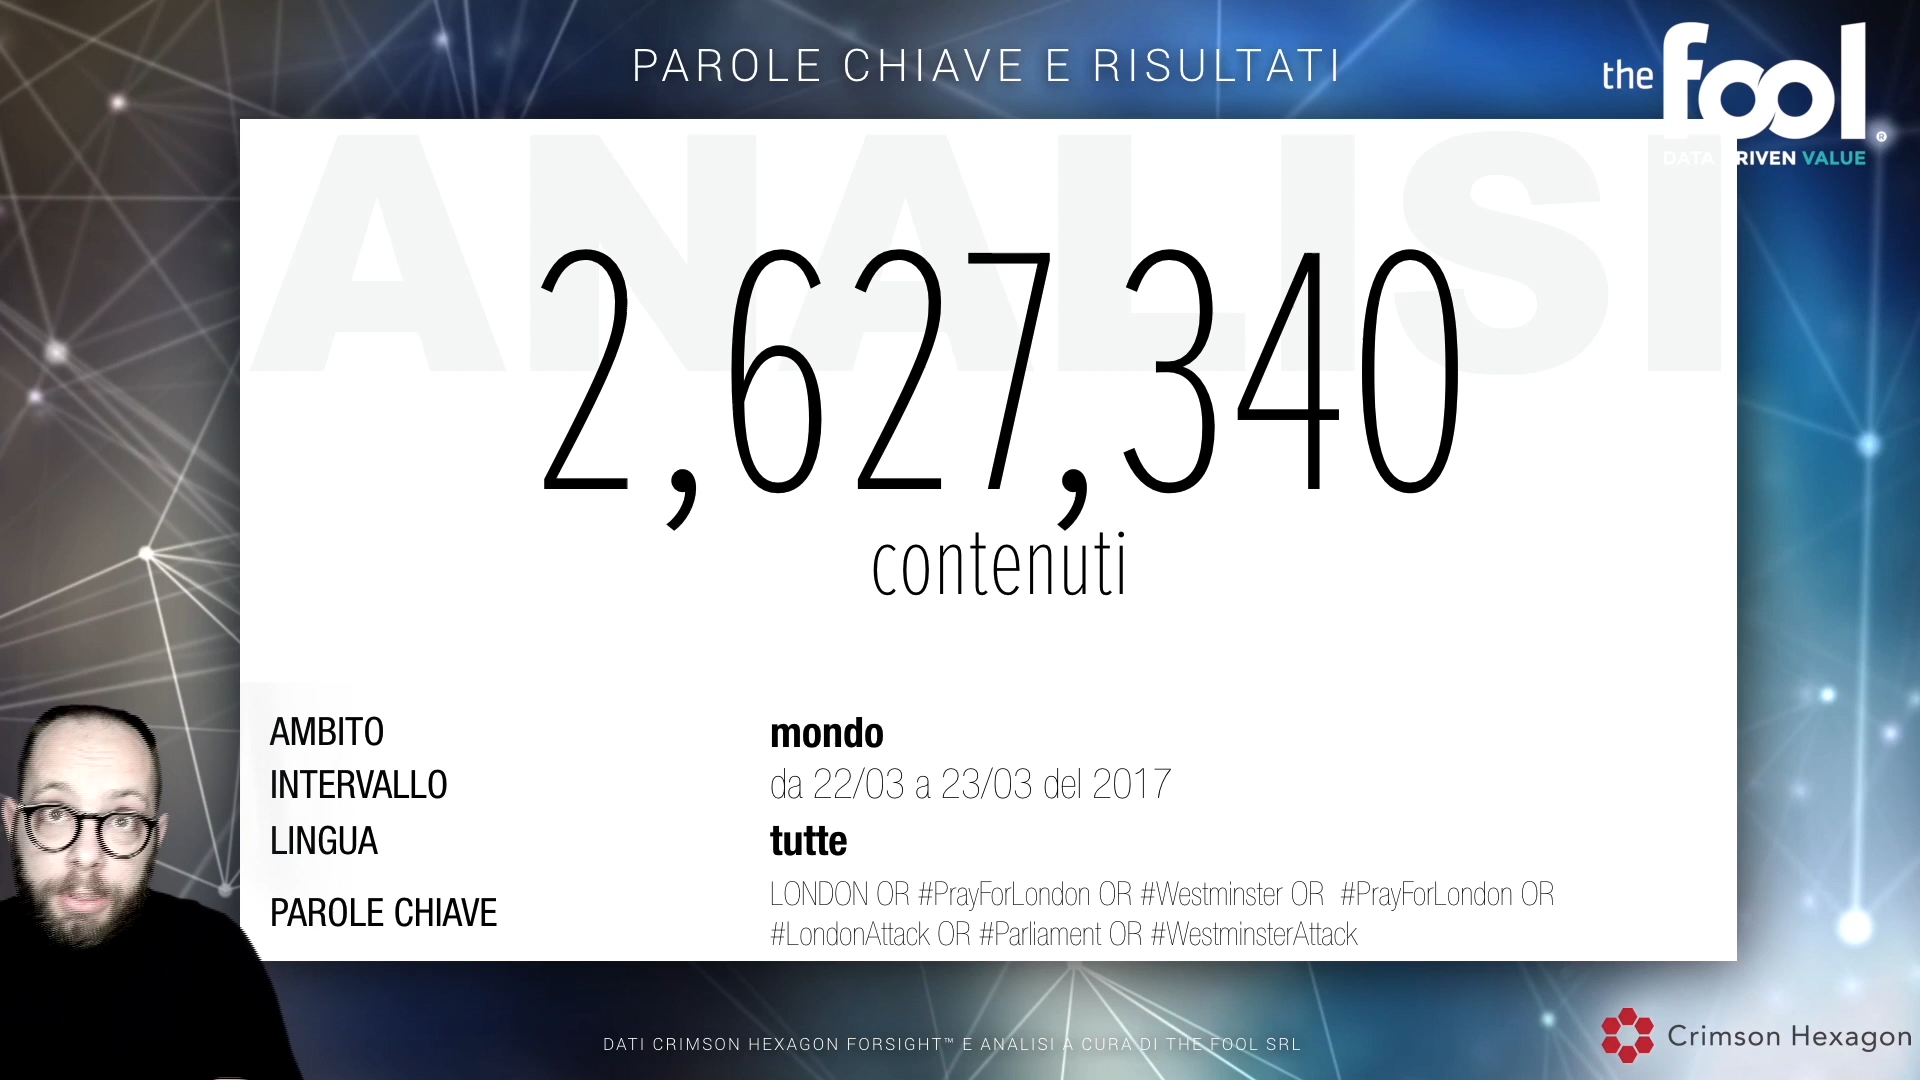 PAROLE CHIAVE E RISULTATI
the fool®
DATA DRIVEN VALUE
ANALISI
2,627,340
contenuti
AMBITO mondo
INTERVALLO da 22/03 a 23/03 del 2017
LINGUA tutte
PAROLE CHIAVE LONDON OR #PrayForLondon OR #Westminster OR #PrayForLondon OR
#LondonAttack OR #Parliament OR #WestminsterAttack
DATI CRIMSON HEXAGON FORSIGHT™ E ANALISI A CURA DI THE FOOL SRL
Crimson Hexagon